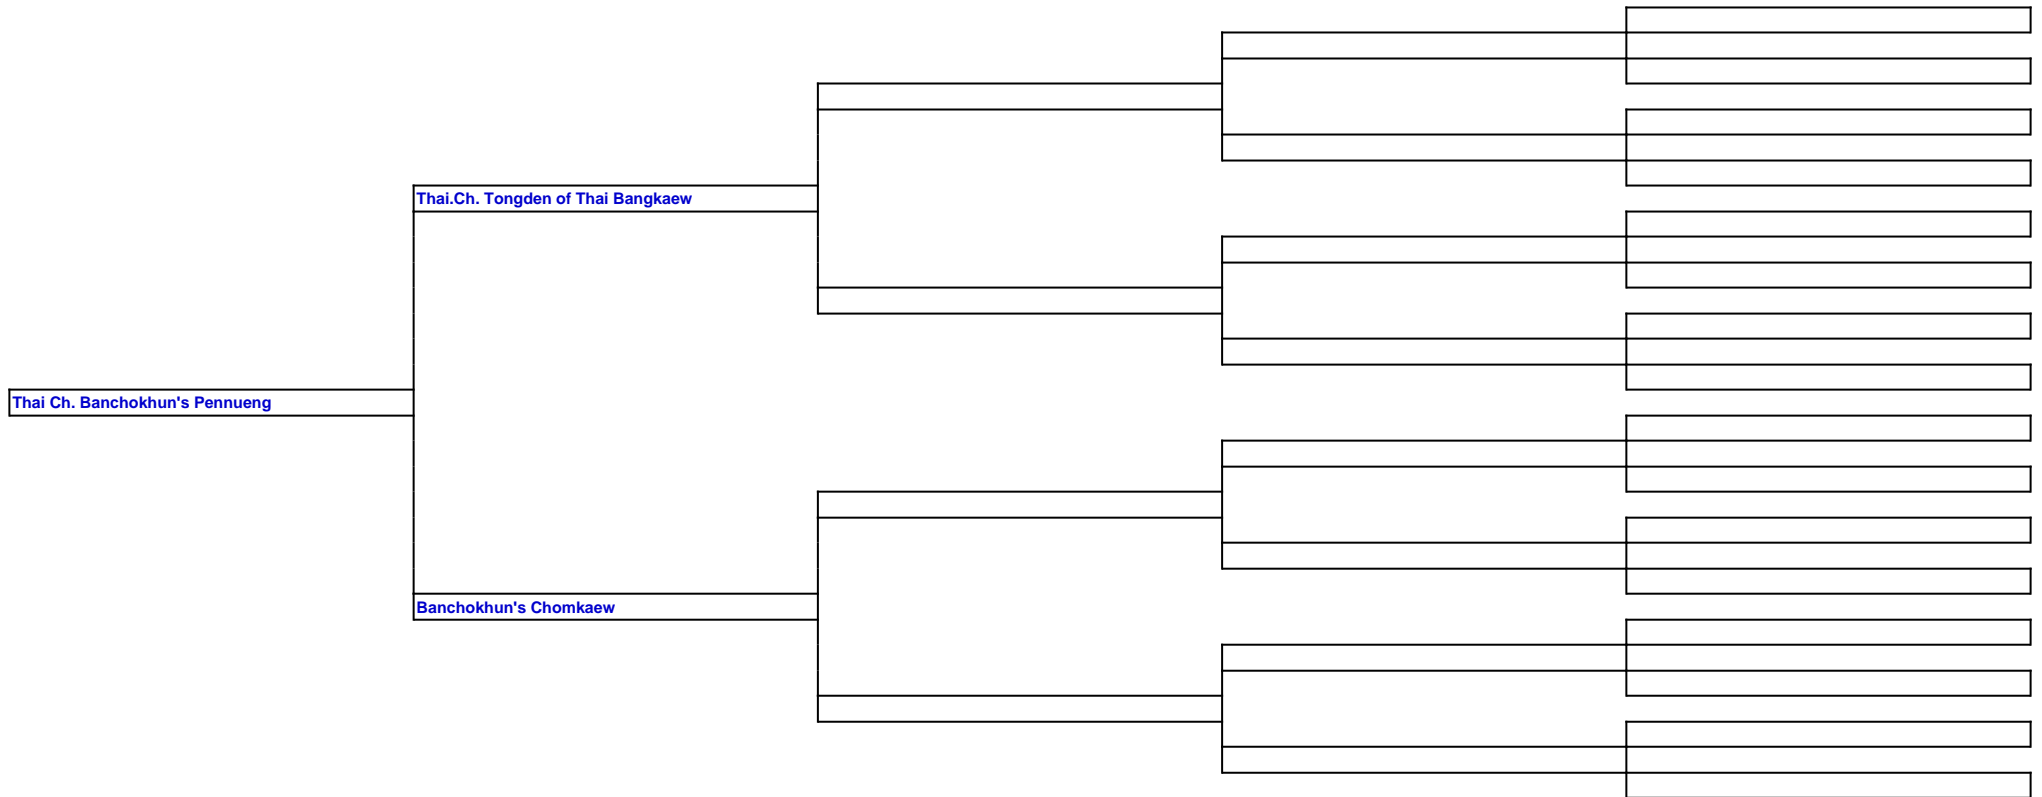 Thai.Ch. Tongden of Thai Bangkaew
Thai Ch. Banchokhun's Pennueng
Banchokhun's Chomkaew